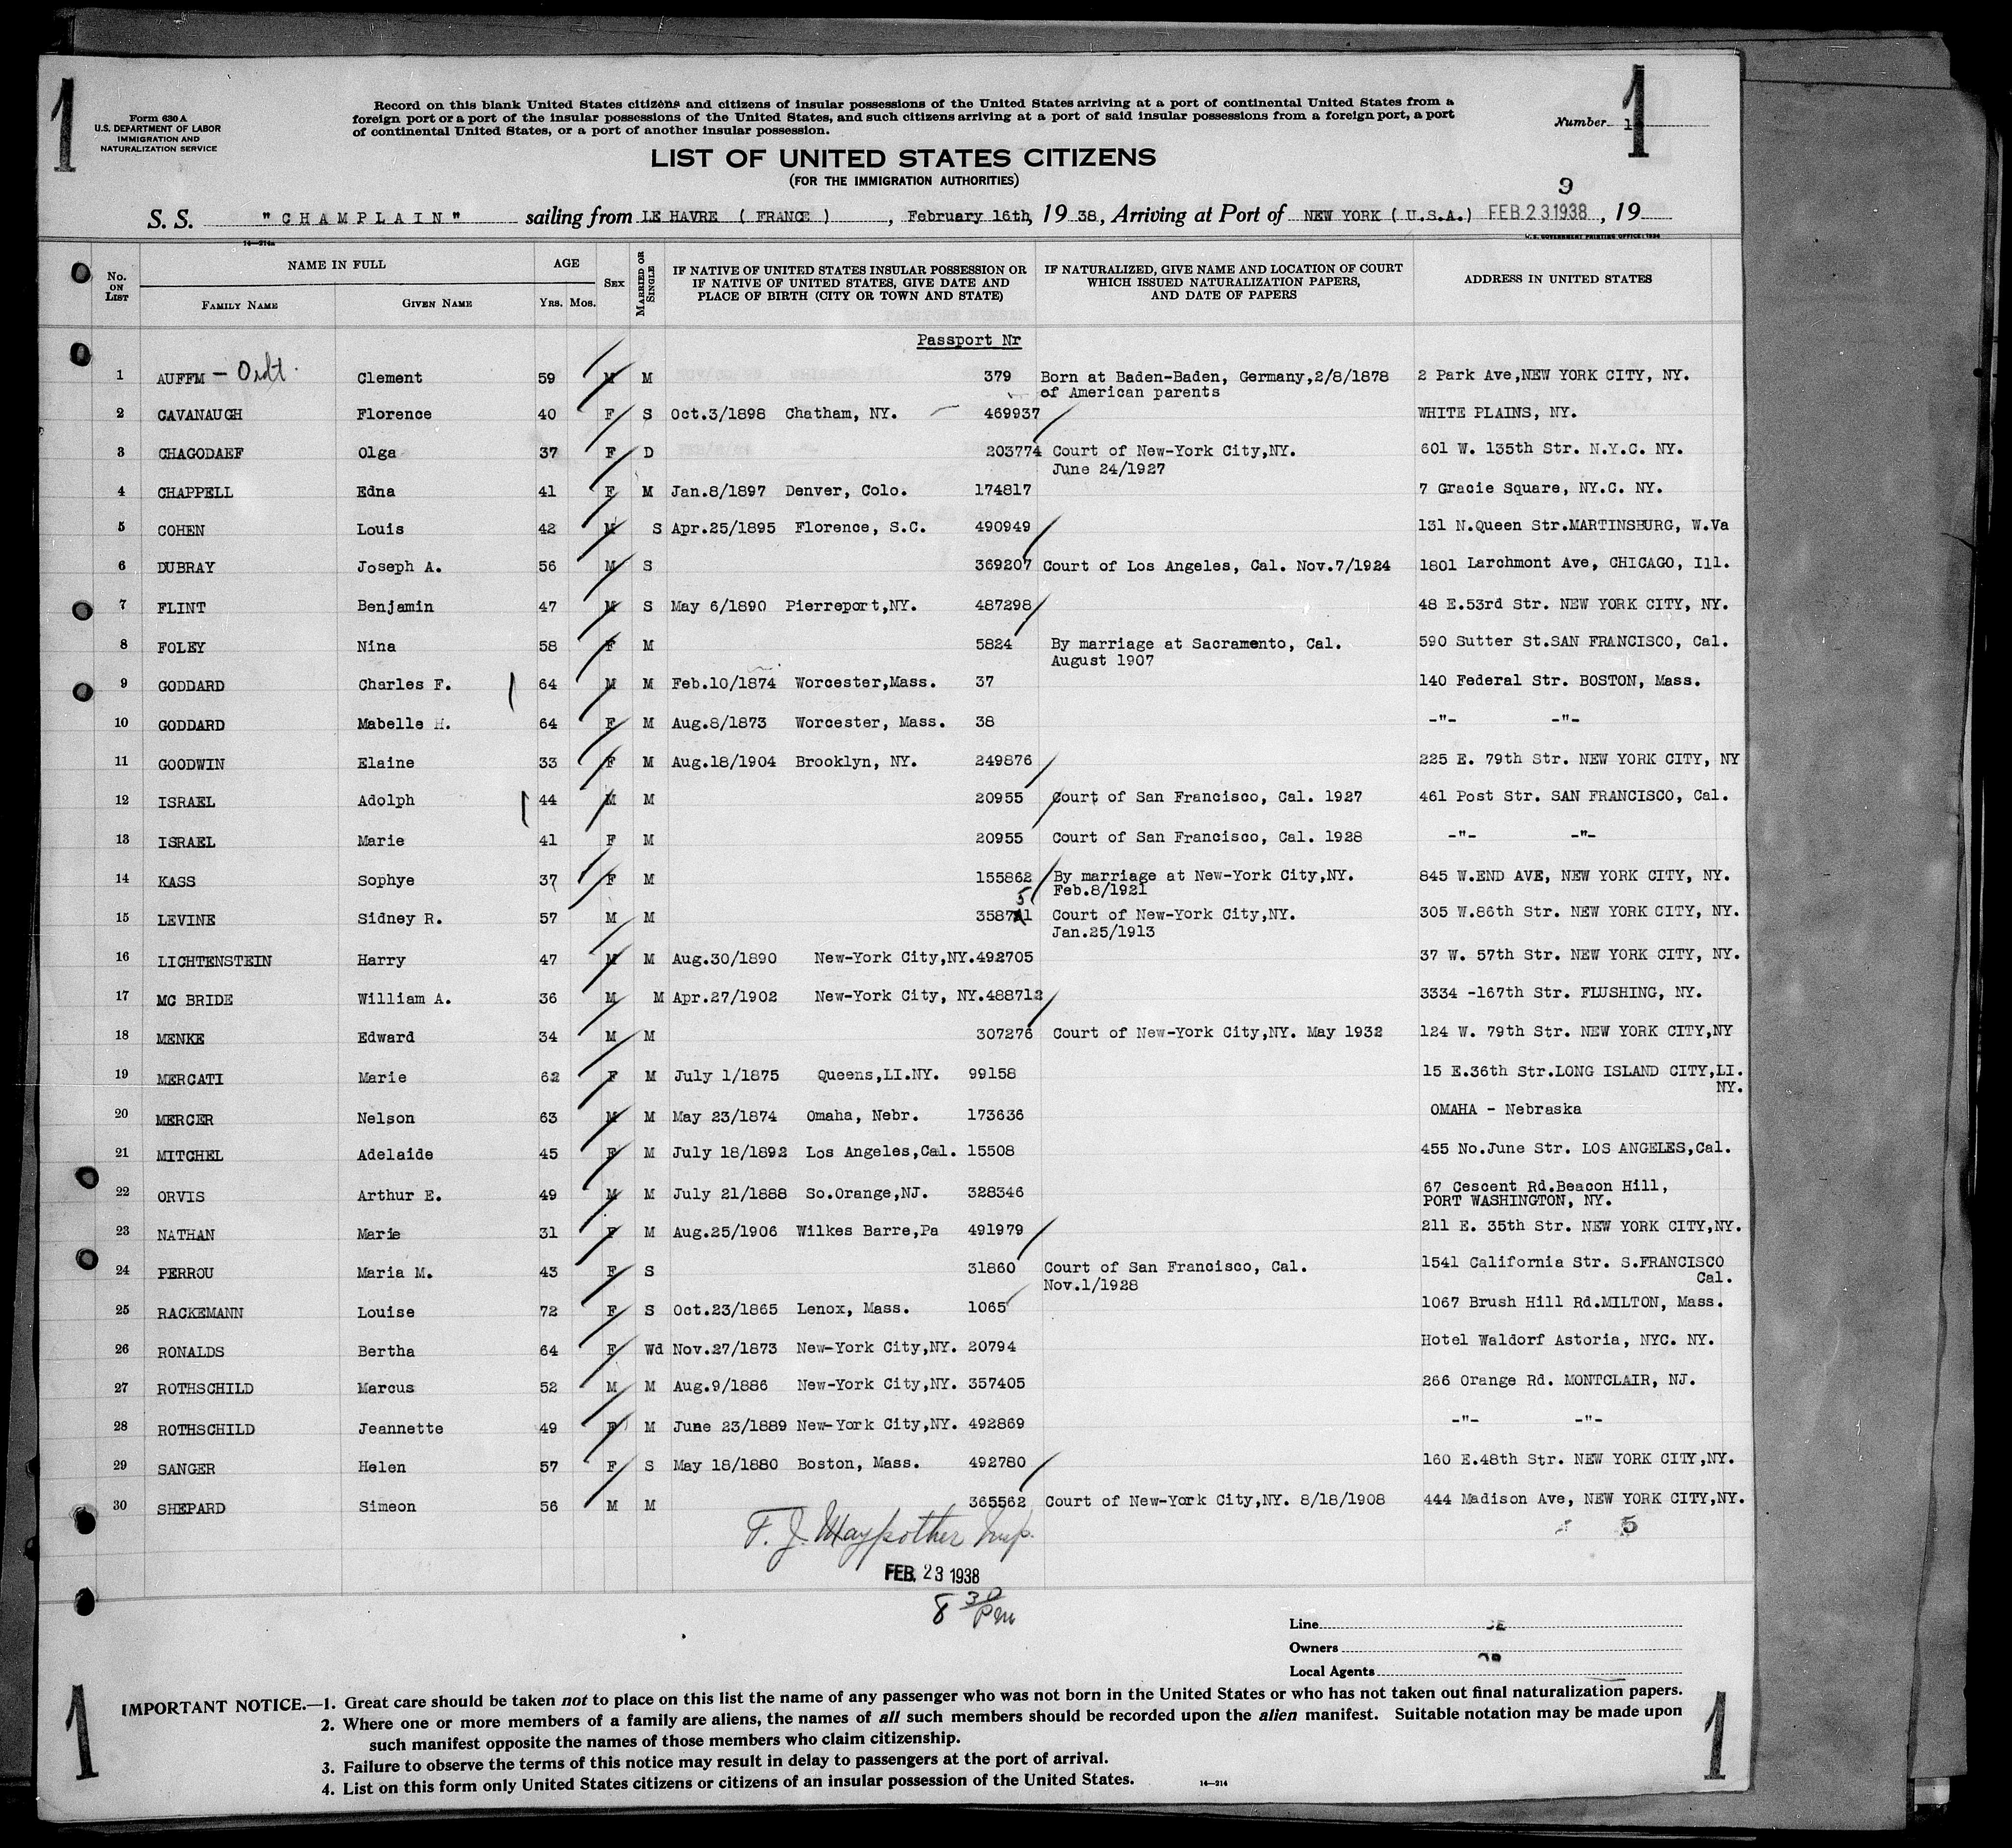 1
1
Form 630 A
U.S. DEPARTMENT OF LABOR
IMMIGRATION AND
NATURALIZATION SERVICE
Record on this blank United States citizens and citizens of insular possessions of the United States arriving at a port of continental United States from a
foreign port or a port of the insular possessions of the United States, and such citizens arriving at a port of said insular possessions from a foreign port, a port
of continental United States, or a port of another insular possession.
Number 1
LIST OF UNITED STATES CITIZENS
(FOR THE IMMIGRATION AUTHORITIES)
9
S. S. "CHAMPLAIN" sailing from LE HAVRE ( FRANCE ) , February 16th, 19 38, Arriving at Port of NEW YORK ( U.S.A.) FEB 23 1938 , 19
14—214a
U. S. GOVERNMENT PRINTING OFFICE: 1934
No. ON LIST NAME IN FULL FAMILY NAME GIVEN NAME AGE YRS. MOS. SEX MARRIED OR SINGLE IF NATIVE OF UNITED STATES INSULAR POSSESSION OR IF NATIVE OF UNITED STATES, GIVE DATE AND PLACE OF BIRTH (CITY OR TOWN AND STATE) IF NATURALIZED, GIVE NAME AND LOCATION OF COURT WHICH ISSUED NATURALIZATION PAPERS, AND DATE OF PAPERS ADDRESS IN UNITED STATES
Passport Nr
1 AUFFM — Ordt. Clement 59 M M 379 Born at Baden-Baden, Germany,2/8/1878 2 Park Ave,NEW YORK CITY, NY.
of American parents
2 CAVANAUGH Florence 40 F S Oct.3/1898 Chatham, NY. 469937 WHITE PLAINS, NY.
3 CHAGODAEF Olga 37 F D 203774 Court of New-York City,NY. 601 W. 135th Str. N.Y.C. NY.
June 24/1927
4 CHAPPELL Edna 41 F M Jan.8/1897 Denver, Colo. 174817 7 Gracie Square, NY.C. NY.
5 COHEN Louis 42 M S Apr.25/1895 Florence, S.C. 490949 131 N.Queen Str.MARTINSBURG, W.Va
6 DUBRAY Joseph A. 56 M S 369207 Court of Los Angeles, Cal. Nov.7/1924 1801 Larchmont Ave, CHICAGO, Ill.
7 FLINT Benjamin 47 M S May 6/1890 Pierreport,NY. 487298 48 E.53rd Str. NEW YORK CITY, NY.
8 FOLEY Nina 58 F M 5824 By marriage at Sacramento, Cal. 590 Sutter St.SAN FRANCISCO, Cal.
August 1907
9 GODDARD Charles F. 64 M M Feb.10/1874 Worcester,Mass. 37 140 Federal Str. BOSTON, Mass.
10 GODDARD Mabelle H. 64 F M Aug.8/1873 Worcester, Mass. 38 -"- -"-
11 GOODWIN Elaine 33 F M Aug.18/1904 Brooklyn, NY. 249876 225 E. 79th Str. NEW YORK CITY, NY
12 ISRAEL Adolph 44 M M 20955 Court of San Francisco, Cal. 1927 461 Post Str. SAN FRANCISCO, Cal.
13 ISRAEL Marie 41 F M 20955 Court of San Francisco, Cal. 1928 -"- -"-
14 KASS Sophye 37 F M 155862 By marriage at New-York City,NY. 845 W.END AVE, NEW YORK CITY, NY.
Feb.8/1921
5
15 LEVINE Sidney R. 57 M M 358741 Court of New-York City,NY. 305 W.86th Str. NEW YORK CITY, NY.
Jan.25/1913
16 LICHTENSTEIN Harry 47 M M Aug.30/1890 New-York City,NY.492705 37 W. 57th Str. NEW YORK CITY, NY.
17 MC BRIDE William A. 36 M M Apr.27/1902 New-York City, NY.488712 3334 -167th Str. FLUSHING, NY.
18 MENKE Edward 34 M M 307276 Court of New-York City,NY. May 1932 124 W. 79th Str. NEW YORK CITY,NY
19 MERCATI Marie 62 F M July 1/1875 Queens,LI.NY. 99158 15 E.36th Str.LONG ISLAND CITY,LI.
NY.
20 MERCER Nelson 63 M M May 23/1874 Omaha, Nebr. 173636 OMAHA - Nebraska
21 MITCHEL Adelaide 45 F M July 18/1892 Los Angeles,Cal. 15508 455 No.June Str. LOS ANGELES,Cal.
22 ORVIS Arthur E. 49 M M July 21/1888 So.Orange,NJ. 328346 67 Cescent Rd.Beacon Hill,
PORT WASHINGTON, NY.
23 NATHAN Marie 31 F M Aug.25/1906 Wilkes Barre,Pa 491979 211 E. 35th Str. NEW YORK CITY,NY.
24 PERROU Maria M. 43 F S 31860 Court of San Francisco, Cal. 1541 California Str. S.FRANCISCO
Nov.1/1928 Cal.
25 RACKEMANN Louise 72 F S Oct.23/1865 Lenox, Mass. 1065 1067 Brush Hill Rd.MILTON, Mass.
26 RONALDS Bertha 64 F Wd Nov.27/1873 New-York City,NY. 20794 Hotel Waldorf Astoria, NYC. NY.
27 ROTHSCHILD Marcus 52 M M Aug.9/1886 New-York City,NY. 357405 266 Orange Rd. MONTCLAIR, NJ.
28 ROTHSCHILD Jeannette 49 F M June 23/1889 New-York City,NY. 492869 -"- -"-
29 SANGER Helen 57 F S May 18/1880 Boston, Mass. 492780 160 E.48th Str. NEW YORK CITY,NY.
30 SHEPARD Simeon 56 M M 365562 Court of New-York City,NY. 8/18/1908 444 Madison Ave, NEW YORK CITY,NY.
5
F. J. Maypother Insp.
FEB. 23 1938
8 30 Pm
Line
Owners
Local Agents
IMPORTANT NOTICE.—1. Great care should be taken not to place on this list the name of any passenger who was not born in the United States or who has not taken out final naturalization papers.
2. Where one or more members of a family are aliens, the names of all such members should be recorded upon the alien manifest. Suitable notation may be made upon
such manifest opposite the names of those members who claim citizenship.
3. Failure to observe the terms of this notice may result in delay to passengers at the port of arrival.
4. List on this form only United States citizens or citizens of an insular possession of the United States. 14—214
1
1